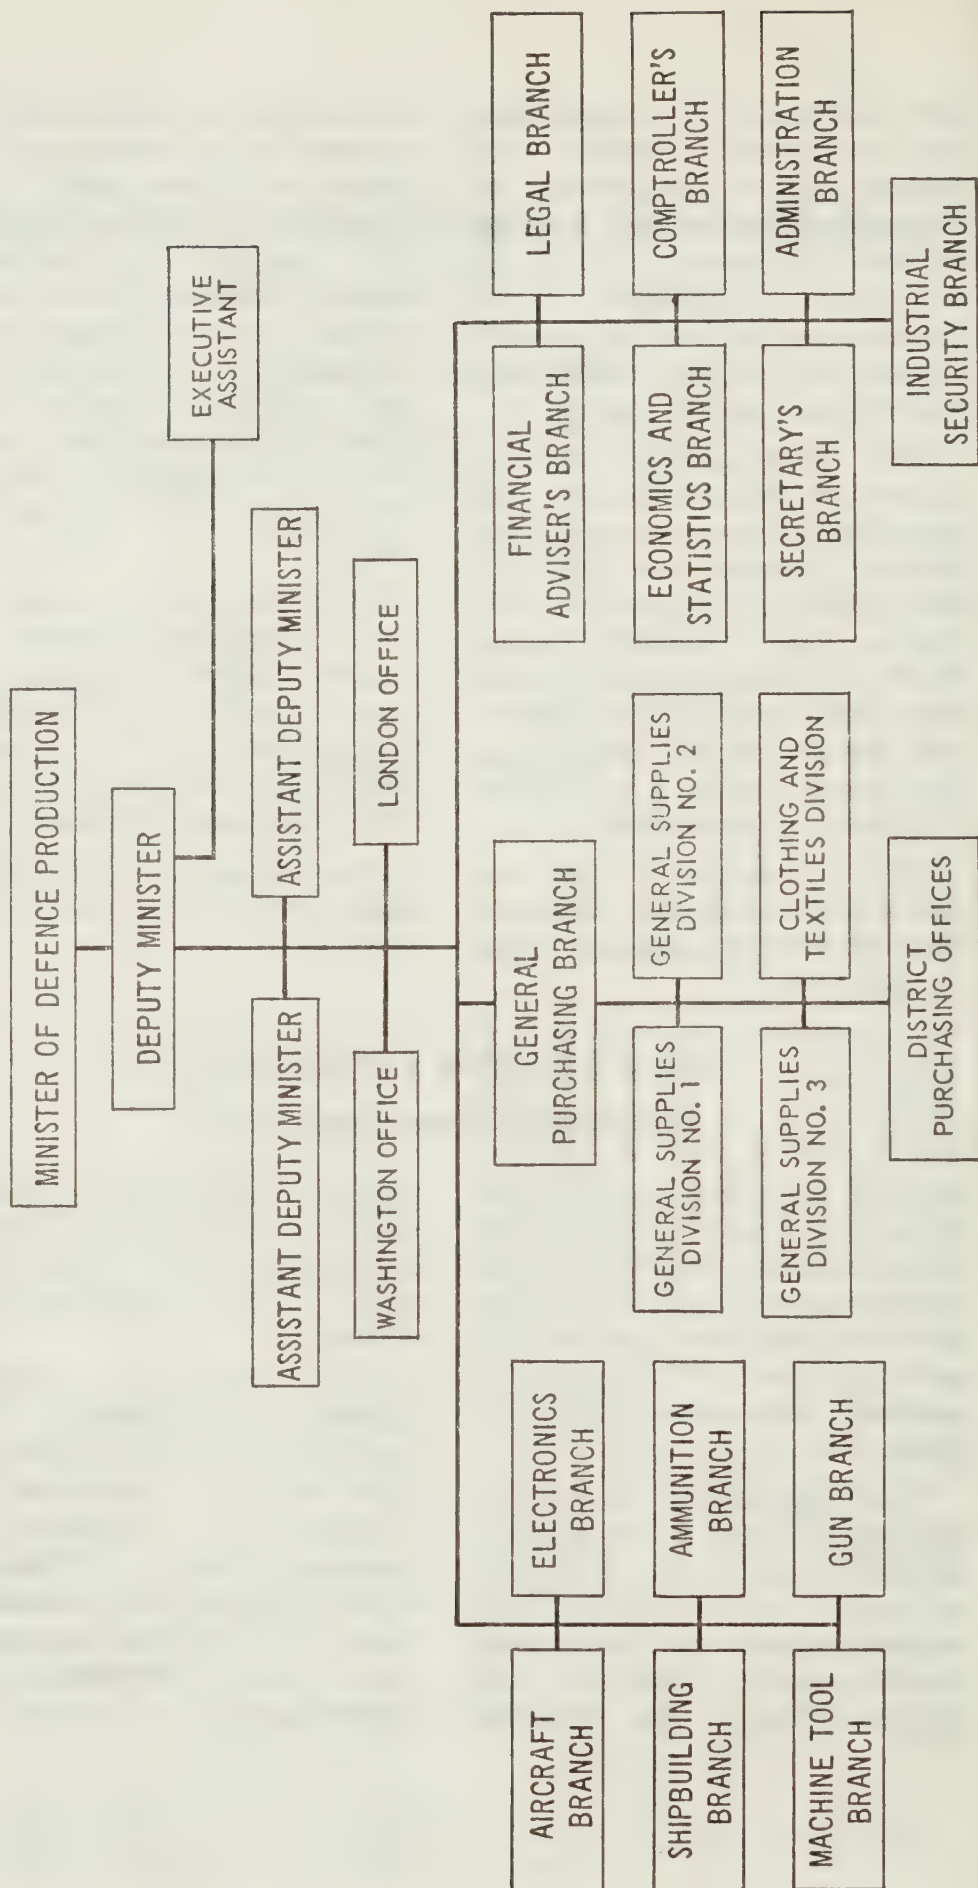 MINISTER OF DEFENCE PRODUCTION
DEPUTY MINISTER
EXECUTIVE
ASSISTANT
ASSISTANT DEPUTY MINISTER
ASSISTANT DEPUTY MINISTER
WASHINGTON OFFICE
LONDON OFFICE
AIRCRAFT
BRANCH
ELECTRONICS
BRANCH
SHIPBUILDING
BRANCH
AMMUNITION
BRANCH
MACHINE TOOL
BRANCH
GUN BRANCH
GENERAL
PURCHASING BRANCH
GENERAL SUPPLIES
DIVISION NO. 1
GENERAL SUPPLIES
DIVISION NO. 2
GENERAL SUPPLIES
DIVISION NO. 3
CLOTHING AND
TEXTILES DIVISION
DISTRICT
PURCHASING OFFICES
FINANCIAL
ADVISER'S BRANCH
LEGAL BRANCH
ECONOMICS AND
STATISTICS BRANCH
COMPTROLLER'S
BRANCH
SECRETARY'S
BRANCH
ADMINISTRATION
BRANCH
INDUSTRIAL
SECURITY BRANCH